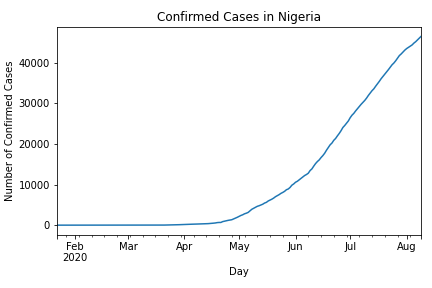 Confirmed Cases in Nigeria
Number of Confirmed Cases
40000
30000
20000
10000
0
Feb Mar Apr May Jun Jul Aug
2020
Day